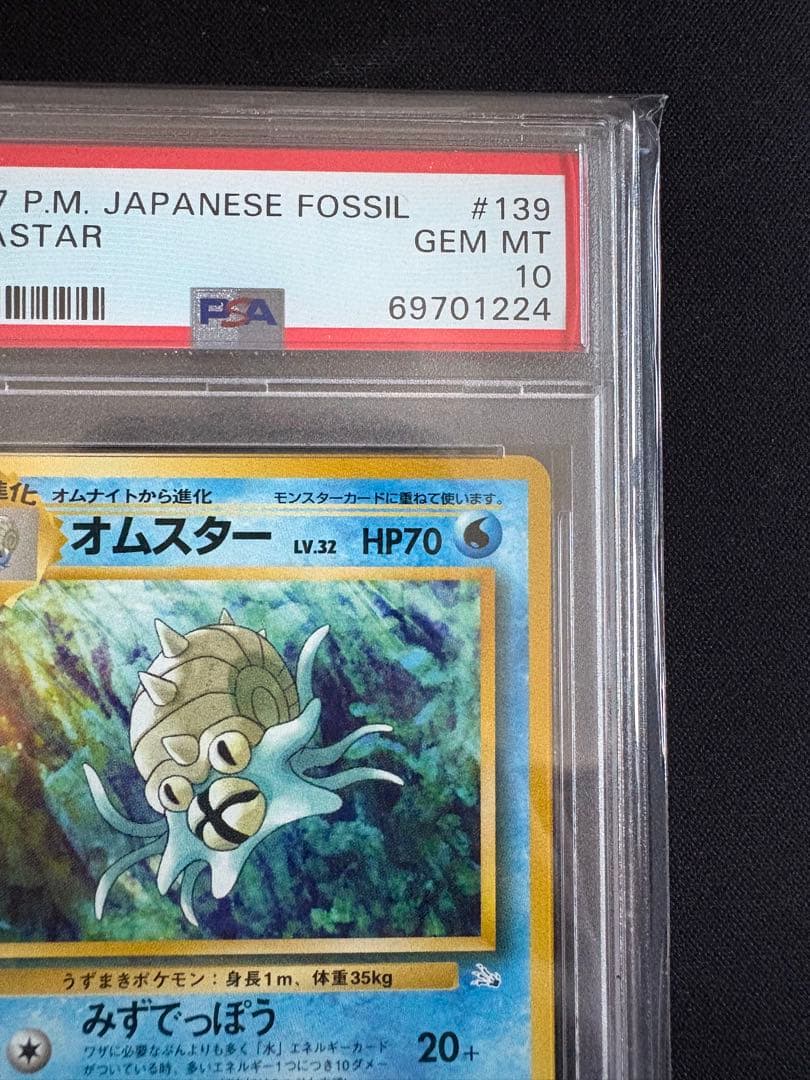 7 P.M. JAPANESE FOSSIL #139
ASTAR GEM MT
10
PSA 69701224
進化 オムナイトから進化 モンスターカードに重ねて使います。
オムスター LV.32 HP70
うずまきポケモン：身長1m、体重35kg
みずでっぽう 20+
ワザに必要なぶんよりも多く「水」エネルギーカード
がついている時、多いエネルギー1つにつき10ダメー